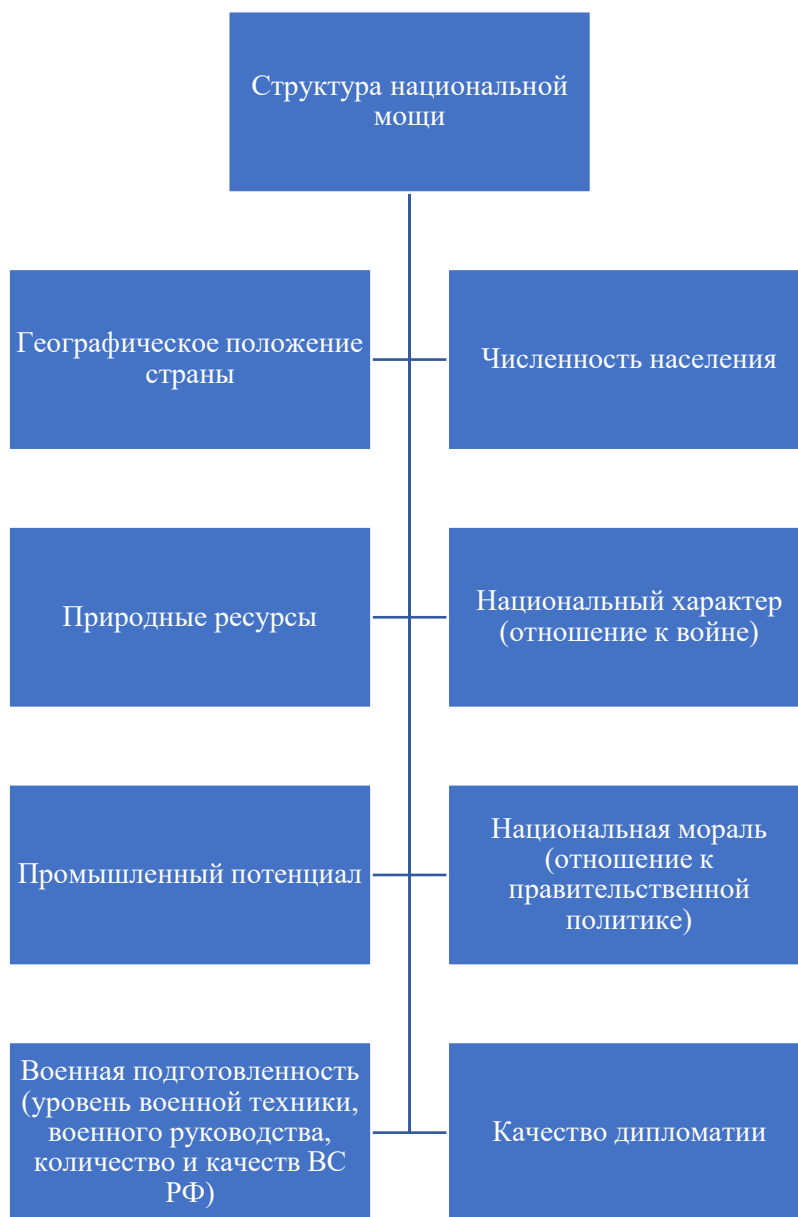 Структура национальной
мощи
Географическое положение
страны
Численность населения
Природные ресурсы
Национальный характер
(отношение к войне)
Промышленный потенциал
Национальная мораль
(отношение к
правительственной
политике)
Военная подготовленность
(уровень военной техники,
военного руководства,
количество и качеств ВС
РФ)
Качество дипломатии